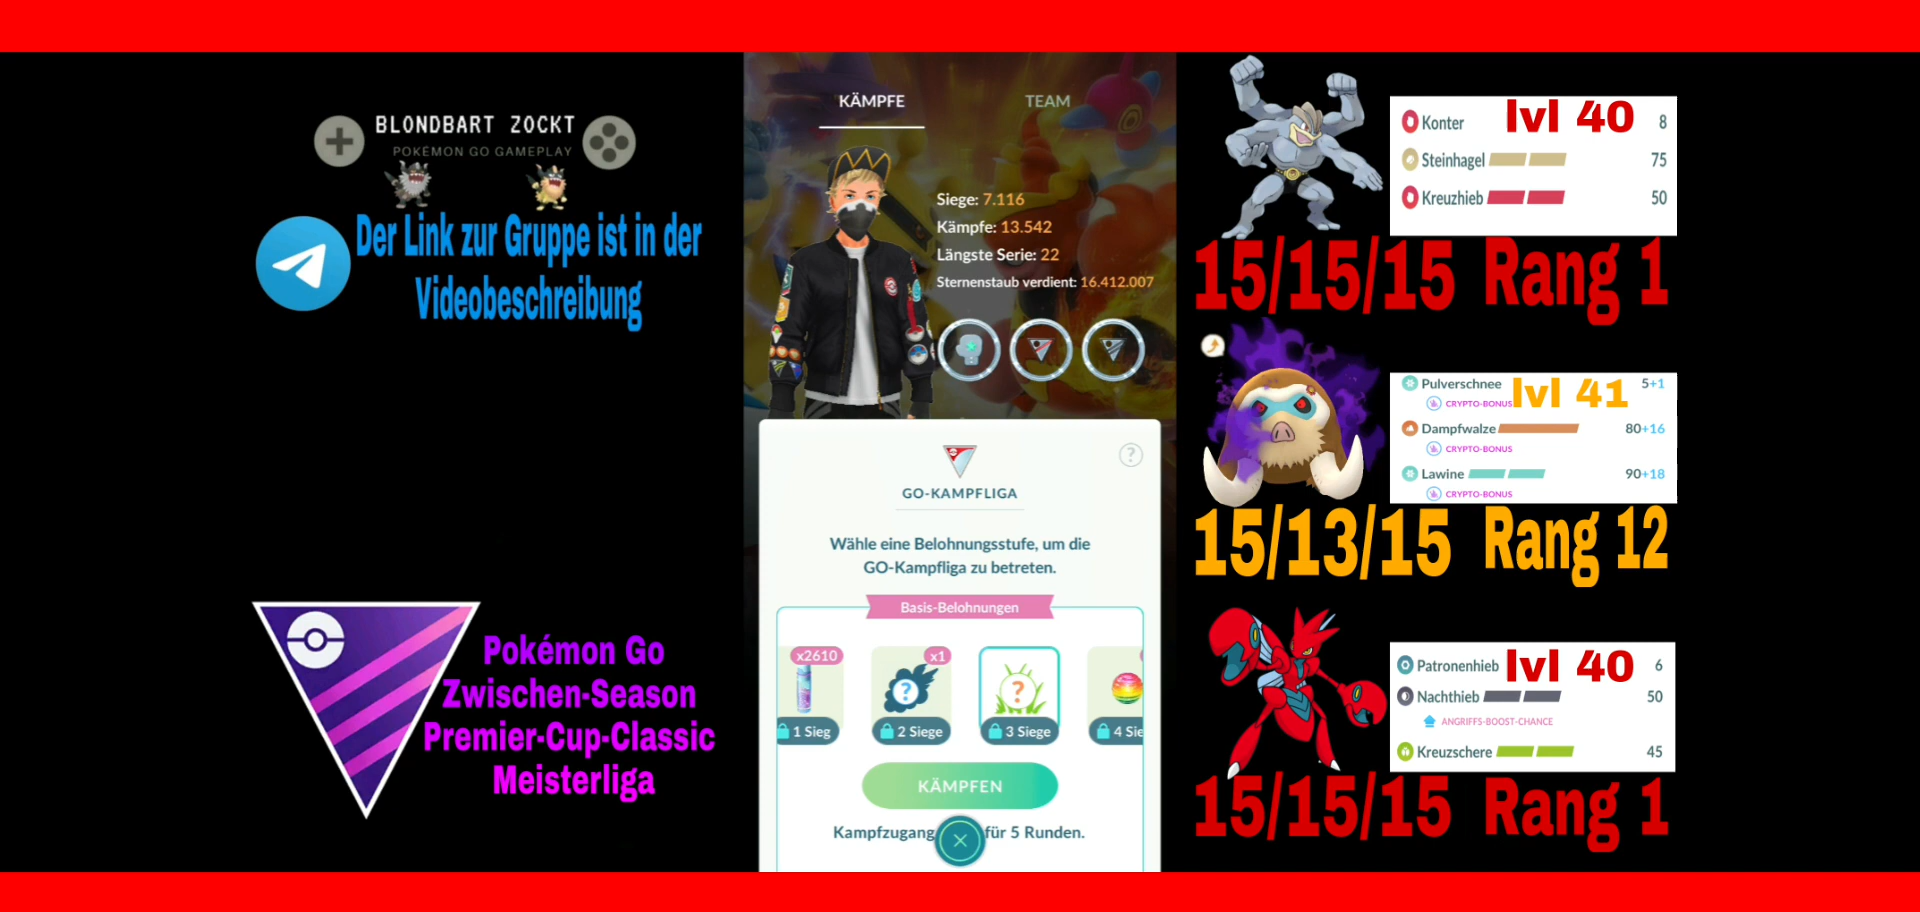 BLONDBART ZOCKT
POKÉMON GO GAMEPLAY
Der Link zur Gruppe ist in der
Videobeschreibung
Pokémon Go
Zwischen-Season
Premier-Cup-Classic
Meisterliga
KÄMPFE
TEAM
Siege: 7.116
Kämpfe: 13.542
Längste Serie: 22
Sternenstaub verdient: 16.412.007
?
GO-KAMPFLIGA
Wähle eine Belohnungsstufe, um die
GO-Kampfliga zu betreten.
Basis-Belohnungen
x2610
x1
?
?
1 Sieg
2 Siege
3 Siege
4 Sie
KÄMPFEN
Kampfzugang für 5 Runden.
lvl 40
Konter 8
Steinhagel 75
Kreuzhieb 50
15/15/15 Rang 1
lvl 41
Pulverschnee 5+1
CRYPTO-BONUS
Dampfwalze 80+16
CRYPTO-BONUS
Lawine 90+18
CRYPTO-BONUS
15/13/15 Rang 12
lvl 40
Patronenhieb 6
Nachthieb 50
ANGRIFFS-BOOST-CHANCE
Kreuzschere 45
15/15/15 Rang 1